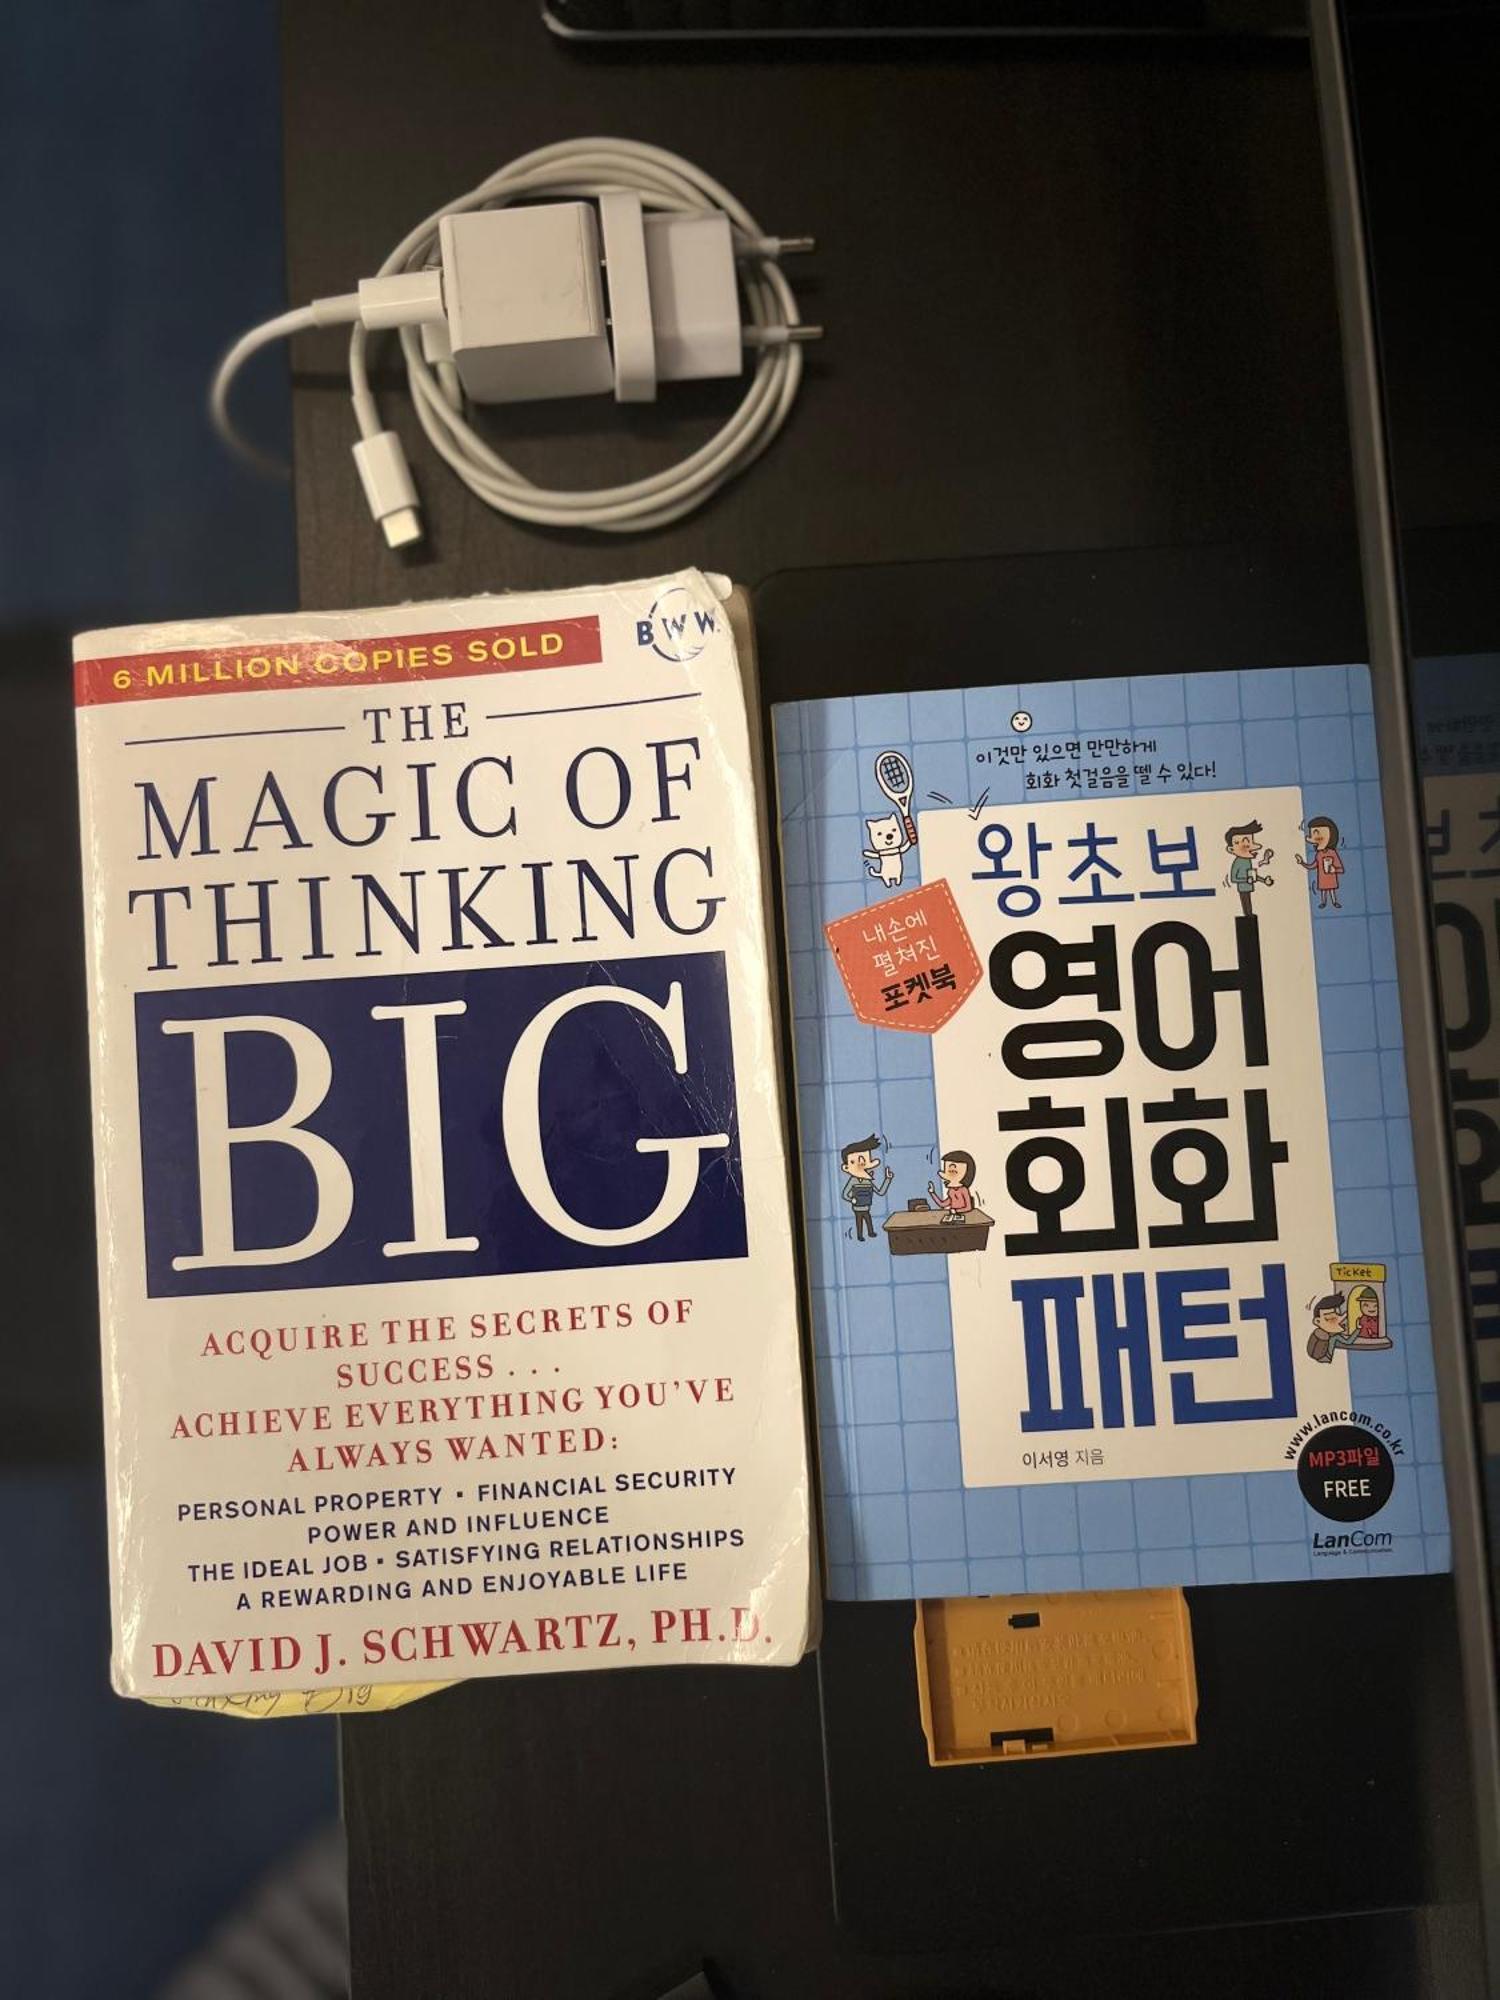 6 MILLION COPIES SOLD
BWW
THE
MAGIC OF
THINKING
BIG
ACQUIRE THE SECRETS OF
SUCCESS . . .
ACHIEVE EVERYTHING YOU'VE
ALWAYS WANTED:
PERSONAL PROPERTY ▪ FINANCIAL SECURITY
POWER AND INFLUENCE
THE IDEAL JOB ▪ SATISFYING RELATIONSHIPS
A REWARDING AND ENJOYABLE LIFE
DAVID J. SCHWARTZ, PH.D.
Big
이것만 있으면 만만하게
회화 첫걸음을 뗄 수 있다!
왕초보
내손에
펼쳐진
포켓북
영어
회화
패턴
Ticket
이서영 지음
www.lancom.co.kr
MP3파일
FREE
LanCom
Language & Communication